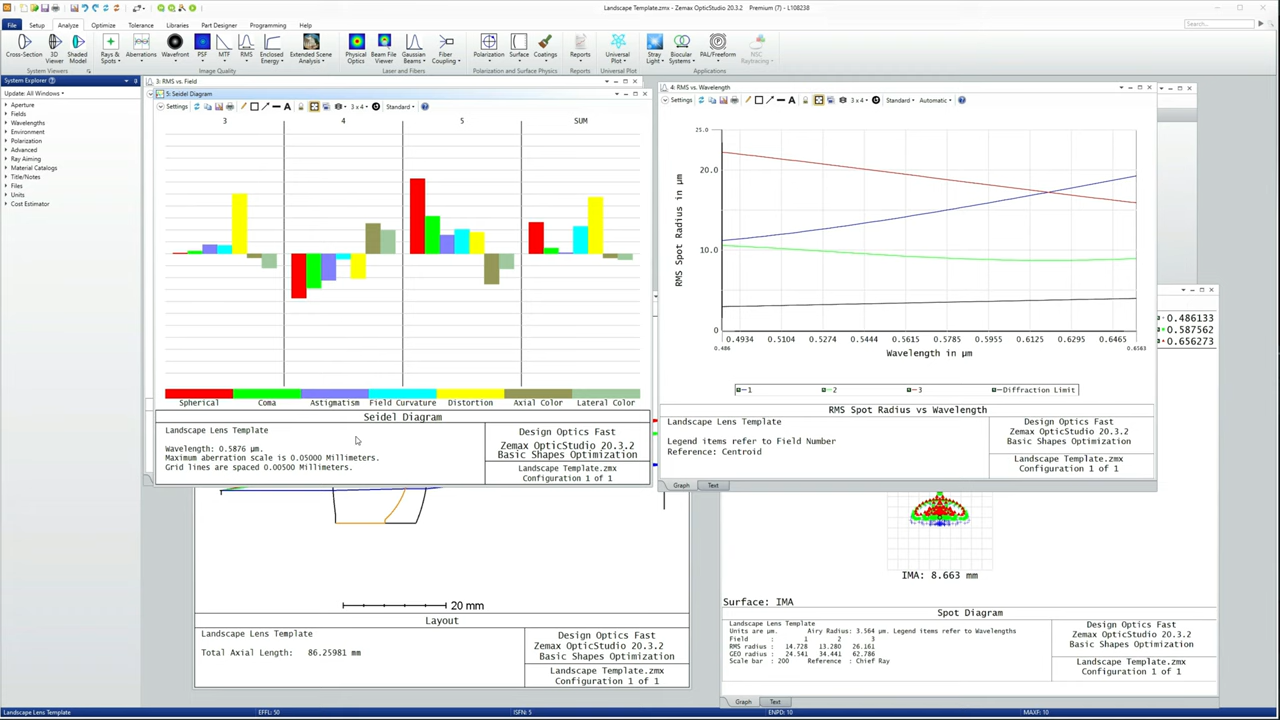 Landscape Template.zmx - Zemax OpticStudio 20.3.2 Premium (7) - L108238
File Setup Analyze Optimize Tolerance Libraries Part Designer Programming Help
Search...
Cross-Section
3D Viewer
Shaded Model
Rays & Spots
Aberrations
Wavefront
PSF
MTF
RMS
Enclosed Energy
Extended Scene Analysis
Physical Optics
Beam File Viewer
Gaussian Beams
Fiber Coupling
Polarization
Surface
Coatings
Reports
Universal Plot
Stray Light
Biocular Systems
PAL/Freeform
NSC Raytracing
System Viewers
Image Quality
Laser and Fibers
Polarization and Surface Physics
Reports
Universal Plot
Applications
System Explorer
Update: All Windows
Aperture
Fields
Wavelengths
Environment
Polarization
Advanced
Ray Aiming
Material Catalogs
Title/Notes
Files
Units
Cost Estimator
3: RMS vs. Field
5: Seidel Diagram
Settings
3 x 4
Standard
3 4 5 SUM
Spherical Coma Astigmatism Field Curvature Distortion Axial Color Lateral Color
Seidel Diagram
Landscape Lens Template
Wavelength: 0.5876 µm.
Maximum aberration scale is 0.05000 Millimeters.
Grid lines are spaced 0.00500 Millimeters.
Design Optics Fast
Zemax OpticStudio 20.3.2
Basic Shapes Optimization
Landscape Template.zmx
Configuration 1 of 1
4: RMS vs. Wavelength
Settings
3 x 4
Standard
Automatic
25.0
20.0
10.0
0
RMS Spot Radius in µm
0.486 0.4934 0.5104 0.5274 0.5444 0.5615 0.5785 0.5955 0.6125 0.6295 0.6465 0.6563
Wavelength in µm
1 2 3 Diffraction Limit
RMS Spot Radius vs Wavelength
Landscape Lens Template
Legend items refer to Field Number
Reference: Centroid
Design Optics Fast
Zemax OpticStudio 20.3.2
Basic Shapes Optimization
Landscape Template.zmx
Configuration 1 of 1
Graph Text
0.486133
0.587562
0.656273
20 mm
Layout
Landscape Lens Template
Total Axial Length: 86.25981 mm
Design Optics Fast
Zemax OpticStudio 20.3.2
Basic Shapes Optimization
Landscape Template.zmx
Configuration 1 of 1
IMA: 8.663 mm
Surface: IMA
Spot Diagram
Landscape Lens Template
Units are µm. Airy Radius: 3.564 µm. Legend items refer to Wavelengths
Field : 1 2 3
RMS radius : 14.728 13.280 26.161
GEO radius : 24.541 34.441 62.786
Scale bar : 200 Reference : Chief Ray
Design Optics Fast
Zemax OpticStudio 20.3.2
Basic Shapes Optimization
Landscape Template.zmx
Configuration 1 of 1
Graph Text
Landscape Lens Template
EFFL: 50
ISFN: 5
ENPD: 10
MAXF: 10